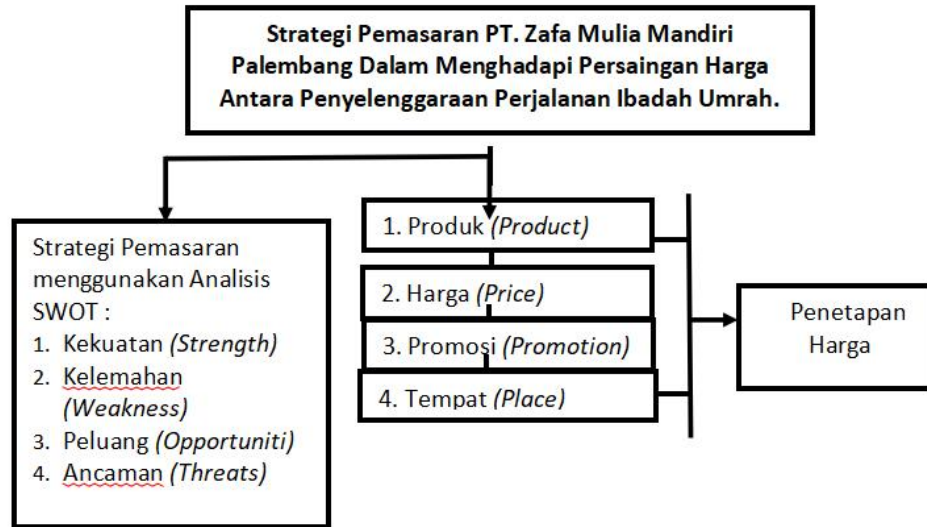 Strategi Pemasaran PT. Zafa Mulia Mandiri
Palembang Dalam Menghadapi Persaingan Harga
Antara Penyelenggaraan Perjalanan Ibadah Umrah.
Strategi Pemasaran
menggunakan Analisis
SWOT :
1. Kekuatan (Strength)
2. Kelemahan
(Weakness)
3. Peluang (Opportuniti)
4. Ancaman (Threats)
1. Produk (Product)
2. Harga (Price)
3. Promosi (Promotion)
4. Tempat (Place)
Penetapan
Harga